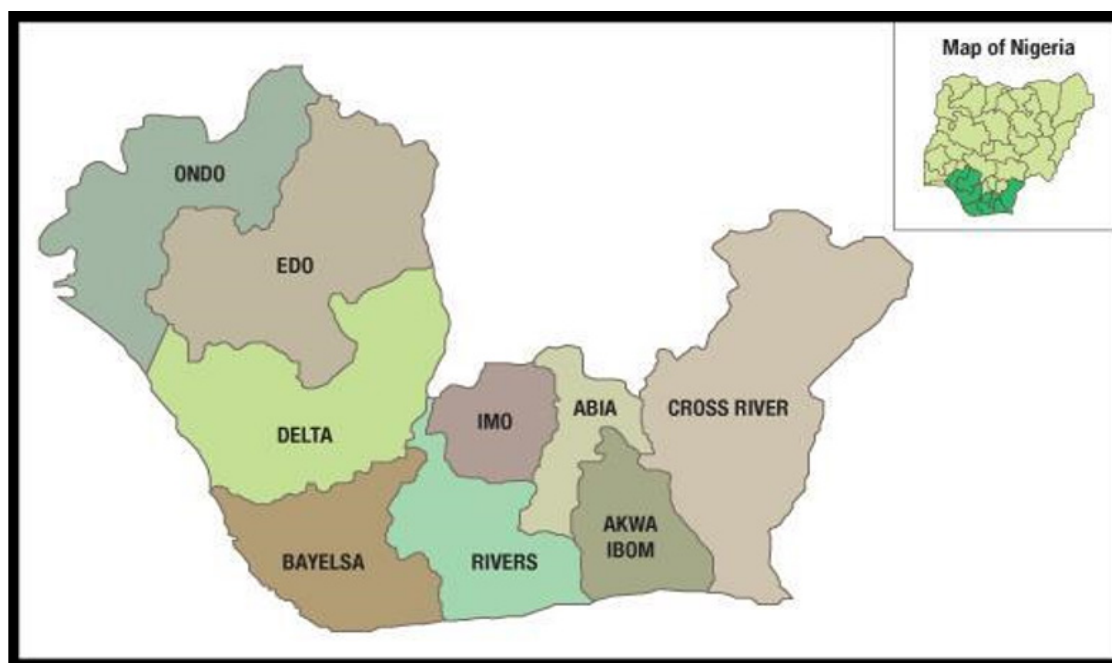 Map of Nigeria
ONDO
EDO
IMO
ABIA
CROSS RIVER
DELTA
AKWA
IBOM
BAYELSA
RIVERS